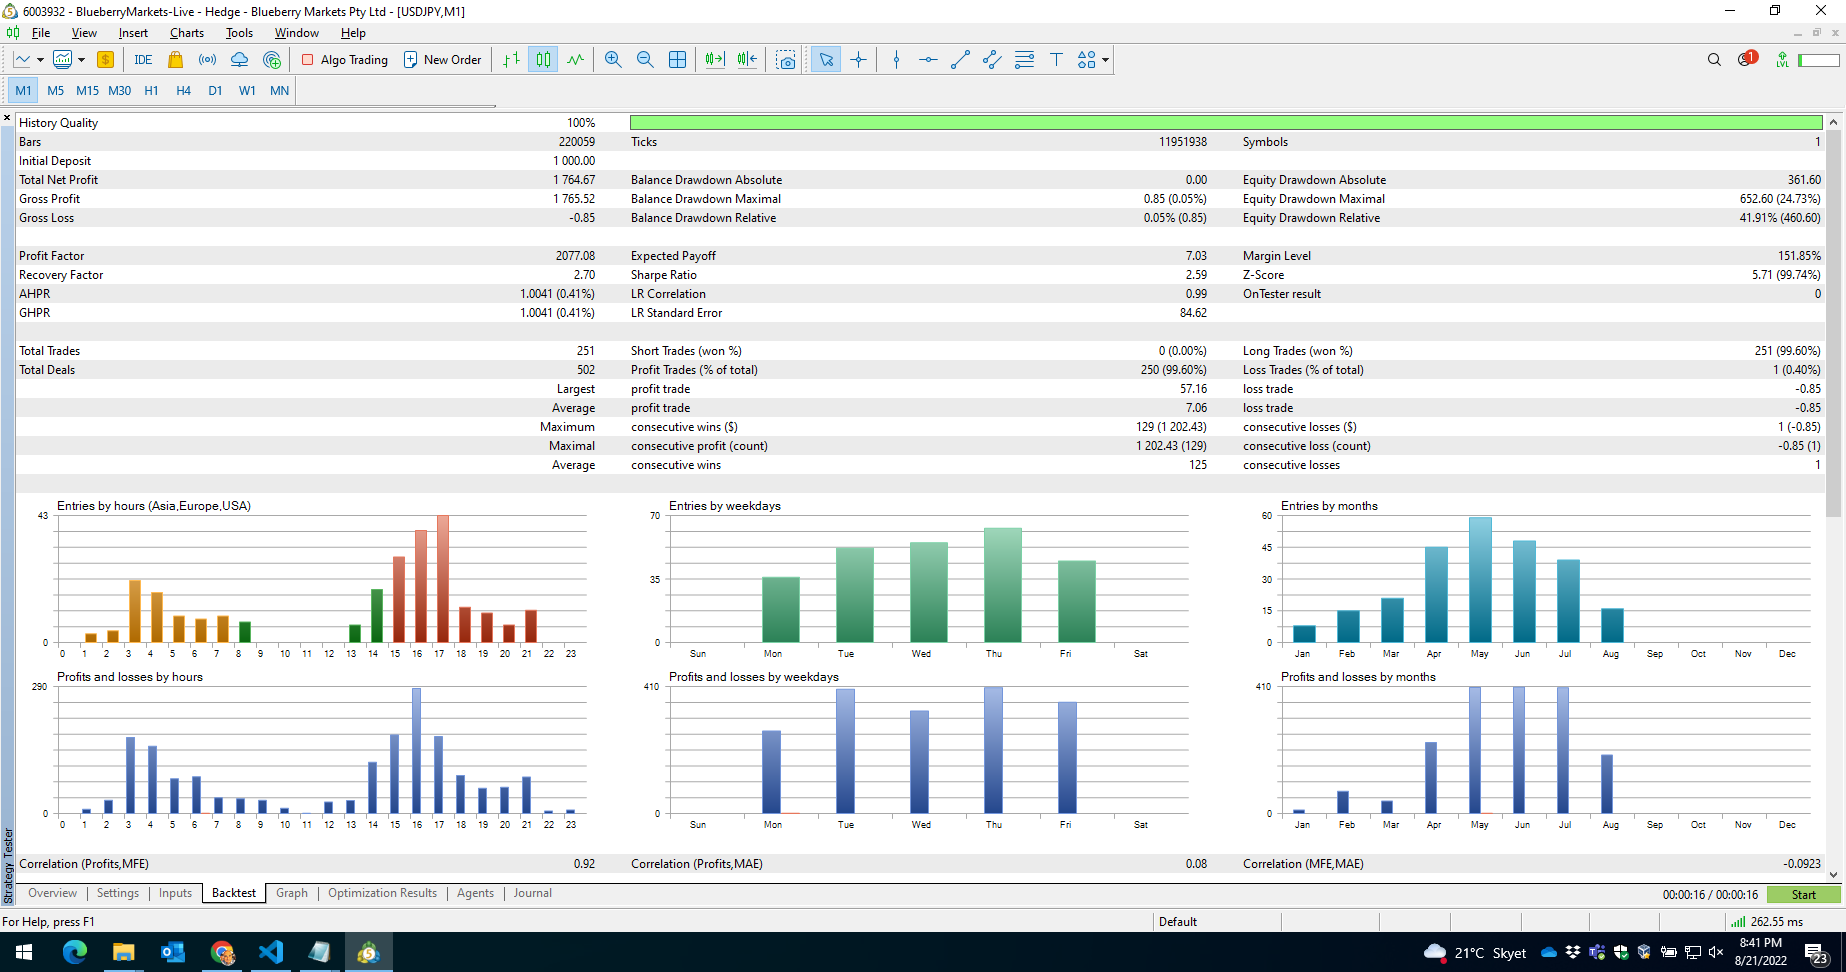 6003932 - BlueberryMarkets-Live - Hedge - Blueberry Markets Pty Ltd - [USDJPY,M1]
File View Insert Charts Tools Window Help
$ IDE Algo Trading New Order 1 LVL
M1 M5 M15 M30 H1 H4 D1 W1 MN
History Quality 100%
Bars 220059 Ticks 11951938 Symbols 1
Initial Deposit 1 000.00
Total Net Profit 1 764.67 Balance Drawdown Absolute 0.00 Equity Drawdown Absolute 361.60
Gross Profit 1 765.52 Balance Drawdown Maximal 0.85 (0.05%) Equity Drawdown Maximal 652.60 (24.73%)
Gross Loss -0.85 Balance Drawdown Relative 0.05% (0.85) Equity Drawdown Relative 41.91% (460.60)
Profit Factor 2077.08 Expected Payoff 7.03 Margin Level 151.85%
Recovery Factor 2.70 Sharpe Ratio 2.59 Z-Score 5.71 (99.74%)
AHPR 1.0041 (0.41%) LR Correlation 0.99 OnTester result 0
GHPR 1.0041 (0.41%) LR Standard Error 84.62
Total Trades 251 Short Trades (won %) 0 (0.00%) Long Trades (won %) 251 (99.60%)
Total Deals 502 Profit Trades (% of total) 250 (99.60%) Loss Trades (% of total) 1 (0.40%)
Largest profit trade 57.16 loss trade -0.85
Average profit trade 7.06 loss trade -0.85
Maximum consecutive wins ($) 129 (1 202.43) consecutive losses ($) 1 (-0.85)
Maximal consecutive profit (count) 1 202.43 (129) consecutive loss (count) -0.85 (1)
Average consecutive wins 125 consecutive losses 1
Entries by hours (Asia,Europe,USA) Entries by weekdays Entries by months
43 70 60
45
35 30
15
0 0 0
0 1 2 3 4 5 6 7 8 9 10 11 12 13 14 15 16 17 18 19 20 21 22 23 Sun Mon Tue Wed Thu Fri Sat Jan Feb Mar Apr May Jun Jul Aug Sep Oct Nov Dec
Profits and losses by hours Profits and losses by weekdays Profits and losses by months
290 410 410
0 0 0
0 1 2 3 4 5 6 7 8 9 10 11 12 13 14 15 16 17 18 19 20 21 22 23 Sun Mon Tue Wed Thu Fri Sat Jan Feb Mar Apr May Jun Jul Aug Sep Oct Nov Dec
Correlation (Profits,MFE) 0.92 Correlation (Profits,MAE) 0.08 Correlation (MFE,MAE) -0.0923
Strategy Tester
Overview Settings Inputs Backtest Graph Optimization Results Agents Journal 00:00:16 / 00:00:16 Start
For Help, press F1 Default 262.55 ms
21°C Skyet 8:41 PM
8/21/2022 23